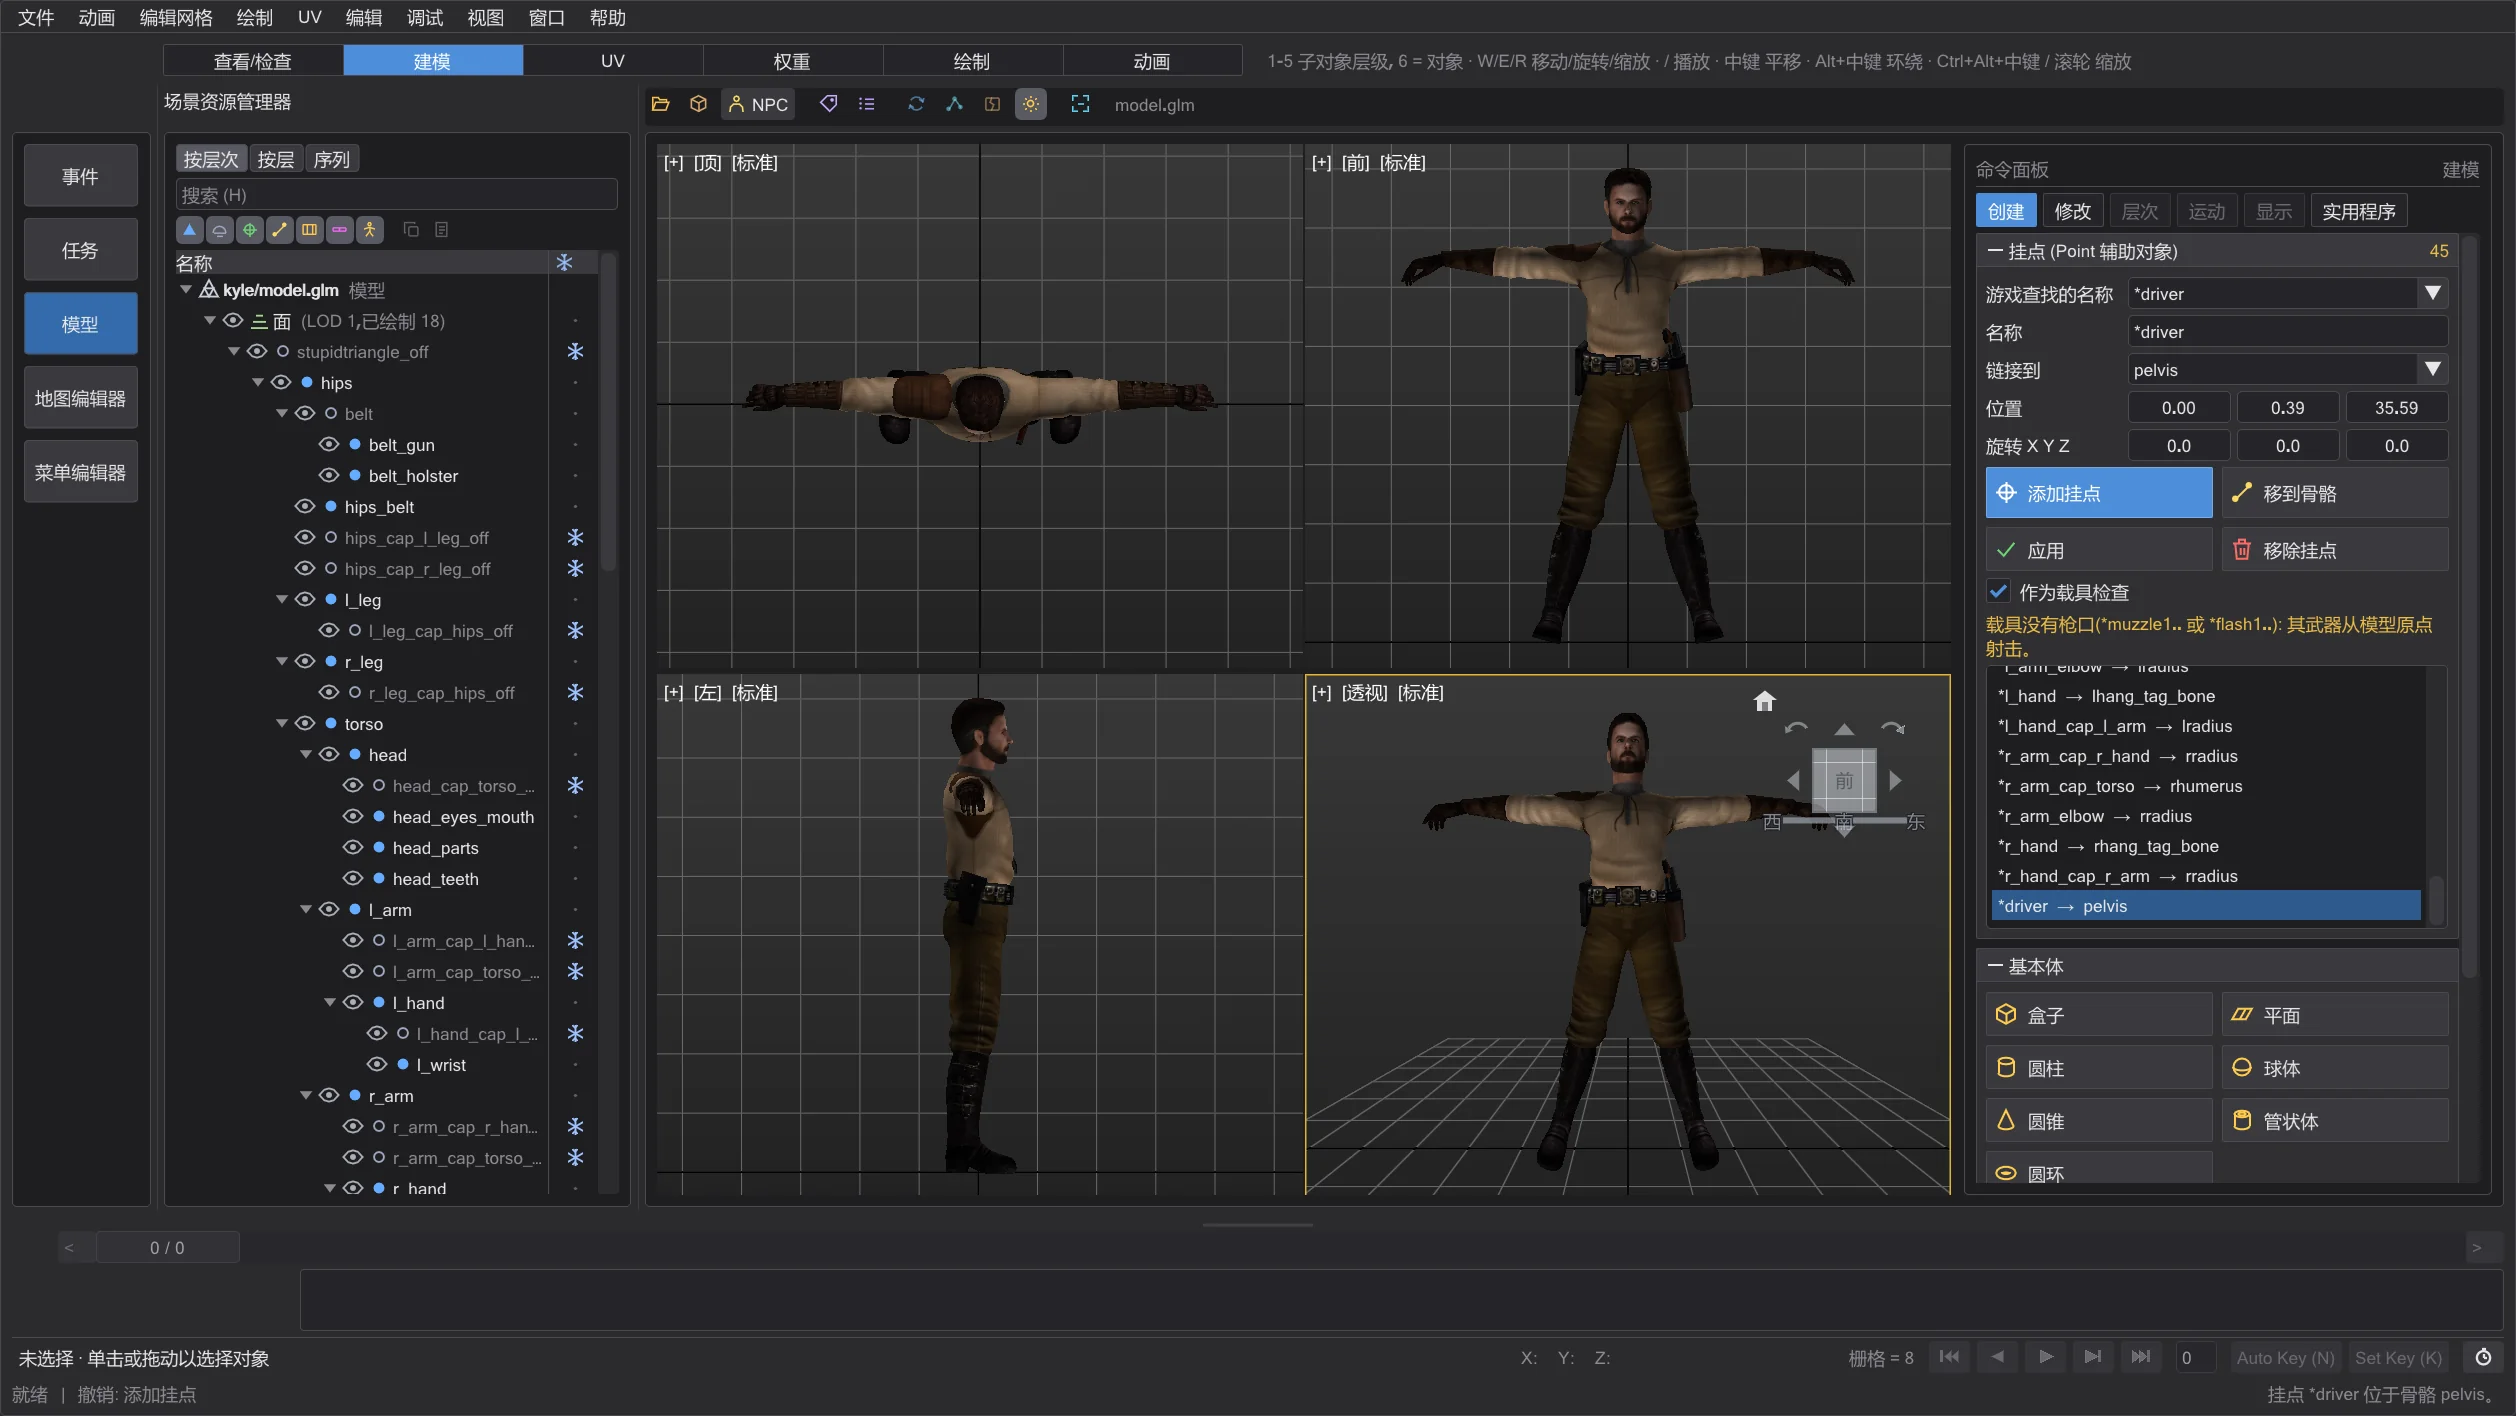 文件 动画 编辑网格 绘制 UV 编辑 调试 视图 窗口 帮助
查看/检查 建模 UV 权重 绘制 动画 1-5 子对象层级, 6 = 对象 · W/E/R 移动/旋转/缩放 · / 播放 · 中键 平移 · Alt+中键 环绕 · Ctrl+Alt+中键 / 滚轮 缩放
场景资源管理器
NPC model.glm
事件
任务
模型
地图编辑器
菜单编辑器
按层次 按层 序列
搜索 (H)
名称
kyle/model.glm 模型
面 (LOD 1,已绘制 18)
stupidtriangle_off
hips
belt
belt_gun
belt_holster
hips_belt
hips_cap_l_leg_off
hips_cap_r_leg_off
l_leg
l_leg_cap_hips_off
r_leg
r_leg_cap_hips_off
torso
head
head_cap_torso_...
head_eyes_mouth
head_parts
head_teeth
l_arm
l_arm_cap_l_han...
l_arm_cap_torso_...
l_hand
l_hand_cap_l_...
l_wrist
r_arm
r_arm_cap_r_han...
r_arm_cap_torso_...
r_hand
[+] [顶] [标准]
[+] [前] [标准]
[+] [左] [标准]
[+] [透视] [标准]
前
西 南 东
命令面板 建模
创建 修改 层次 运动 显示 实用程序
挂点 (Point 辅助对象) 45
游戏查找的名称 *driver
名称 *driver
链接到 pelvis
位置 0.00 0.39 35.59
旋转 X Y Z 0.0 0.0 0.0
添加挂点 移到骨骼
应用 移除挂点
作为载具检查
载具没有枪口(*muzzle1.. 或 *flash1..): 其武器从模型原点
射击。
*l_arm_elbow → lradius
*l_hand → lhang_tag_bone
*l_hand_cap_l_arm → lradius
*r_arm_cap_r_hand → rradius
*r_arm_cap_torso → rhumerus
*r_arm_elbow → rradius
*r_hand → rhang_tag_bone
*r_hand_cap_r_arm → rradius
*driver → pelvis
基本体
盒子 平面
圆柱 球体
圆锥 管状体
圆环
< 0 / 0 >
未选择 · 单击或拖动以选择对象 X: Y: Z: 栅格 = 8 0 Auto Key (N) Set Key (K)
就绪 | 撤销: 添加挂点 挂点 *driver 位于骨骼 pelvis。